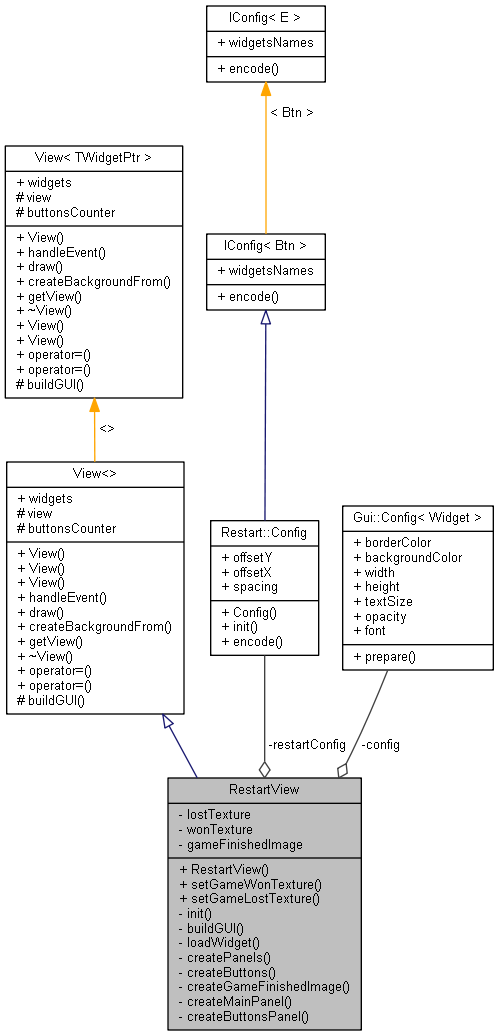 IConfig< E >
+ widgetsNames
+ encode()
< Btn >
View< TWidgetPtr >
+ widgets
# view
# buttonsCounter
+ View()
+ handleEvent()
+ draw()
+ createBackgroundFrom()
+ getView()
+ ~View()
+ View()
+ View()
+ operator=()
+ operator=()
# buildGUI()
IConfig< Btn >
+ widgetsNames
+ encode()
<>
View<>
+ widgets
# view
# buttonsCounter
+ View()
+ View()
+ View()
+ handleEvent()
+ draw()
+ createBackgroundFrom()
+ getView()
+ ~View()
+ operator=()
+ operator=()
# buildGUI()
Restart::Config
+ offsetY
+ offsetX
+ spacing
+ Config()
+ init()
+ encode()
Gui::Config< Widget >
+ borderColor
+ backgroundColor
+ width
+ height
+ textSize
+ opacity
+ font
+ prepare()
-restartConfig
-config
RestartView
- lostTexture
- wonTexture
- gameFinishedImage
+ RestartView()
+ setGameWonTexture()
+ setGameLostTexture()
- init()
- buildGUI()
- loadWidget()
- createPanels()
- createButtons()
- createGameFinishedImage()
- createMainPanel()
- createButtonsPanel()